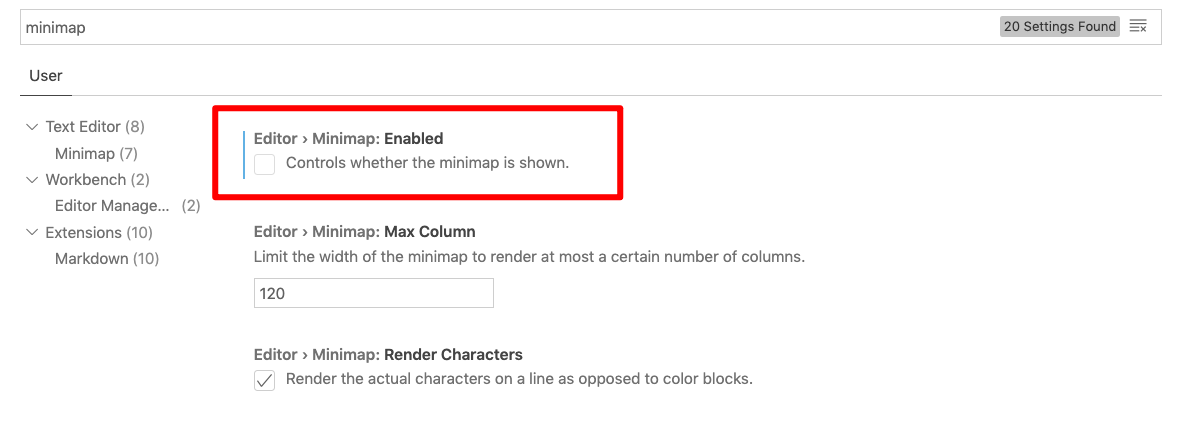 minimap
20 Settings Found
User
Text Editor (8)
Minimap (7)
Workbench (2)
Editor Manage... (2)
Extensions (10)
Markdown (10)
Editor › Minimap: Enabled
Controls whether the minimap is shown.
Editor › Minimap: Max Column
Limit the width of the minimap to render at most a certain number of columns.
120
Editor › Minimap: Render Characters
Render the actual characters on a line as opposed to color blocks.